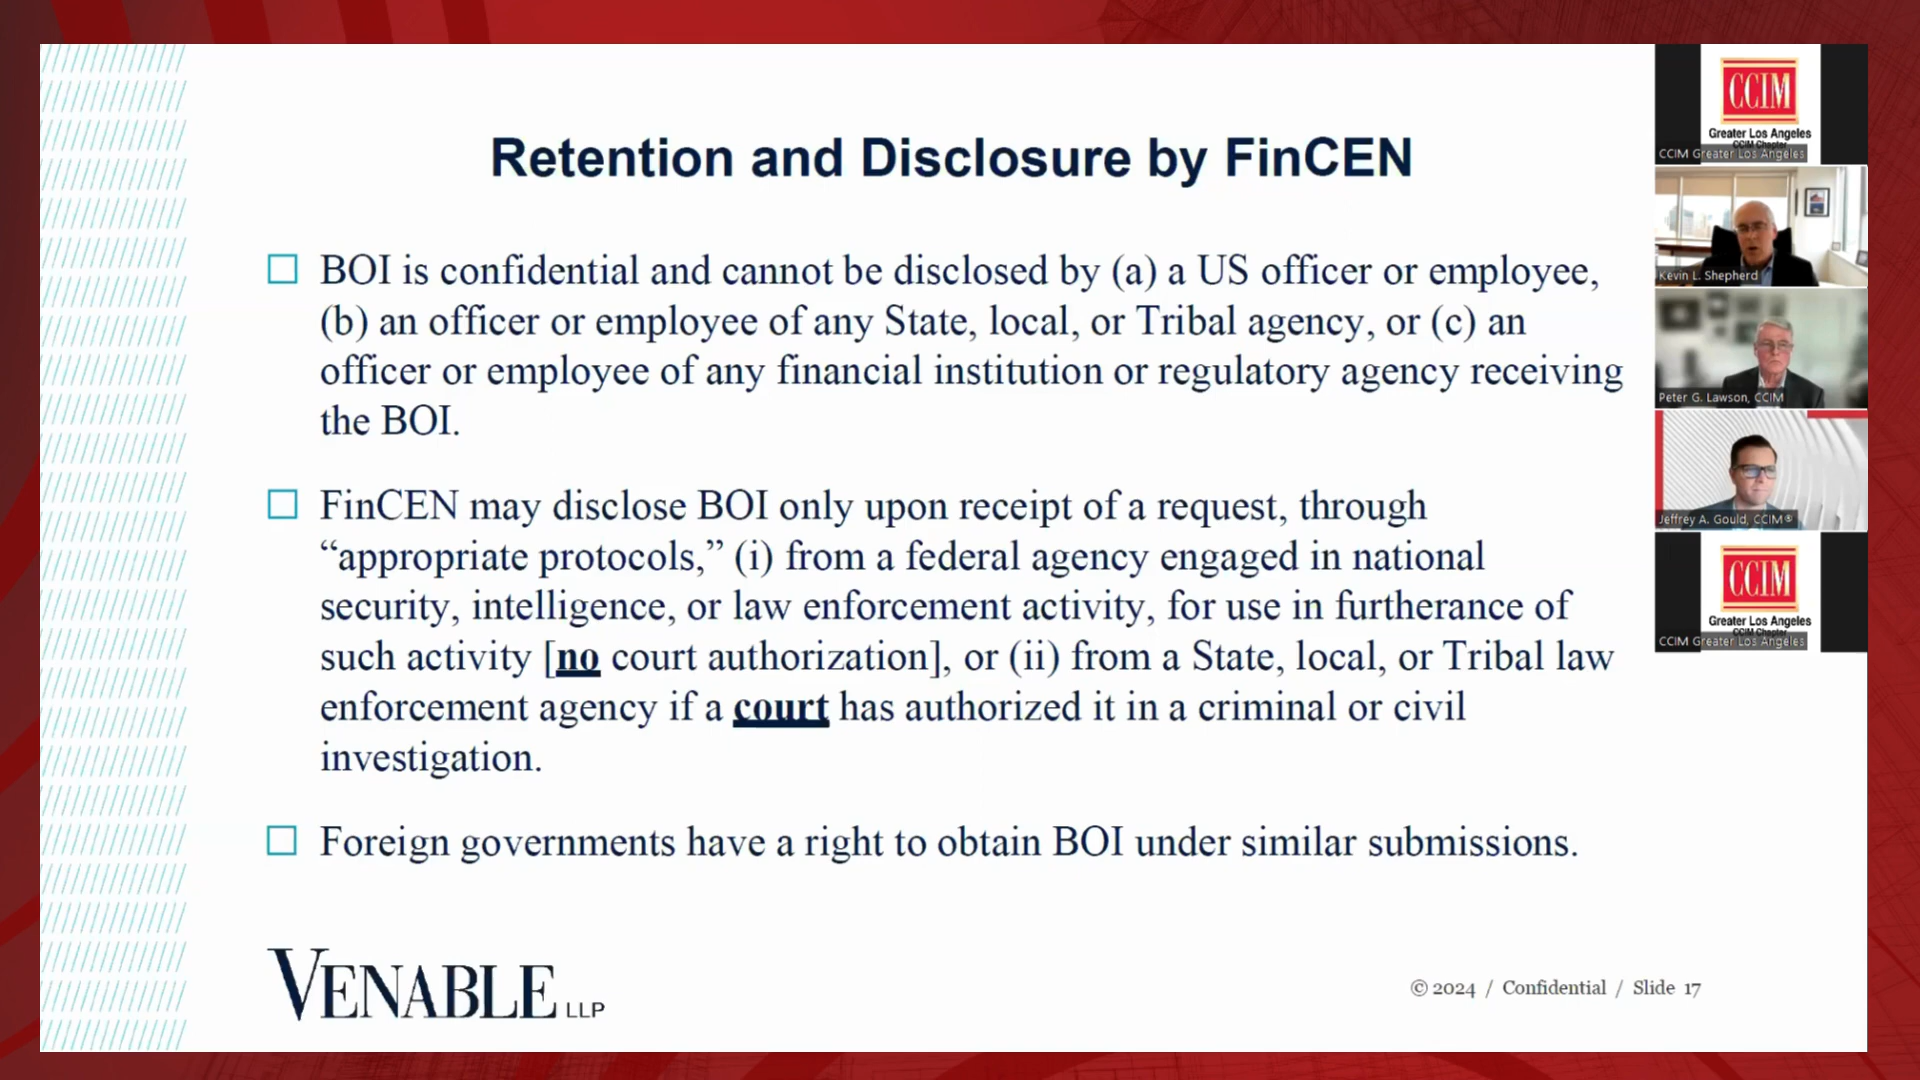 Retention and Disclosure by FinCEN
BOI is confidential and cannot be disclosed by (a) a US officer or employee,
(b) an officer or employee of any State, local, or Tribal agency, or (c) an
officer or employee of any financial institution or regulatory agency receiving
the BOI.
FinCEN may disclose BOI only upon receipt of a request, through
“appropriate protocols,” (i) from a federal agency engaged in national
security, intelligence, or law enforcement activity, for use in furtherance of
such activity [no court authorization], or (ii) from a State, local, or Tribal law
enforcement agency if a court has authorized it in a criminal or civil
investigation.
Foreign governments have a right to obtain BOI under similar submissions.
VENABLE LLP
© 2024 / Confidential / Slide 17
CCIM
Greater Los Angeles
CCIM Chapter
CCIM Greater Los Angeles
Kevin L. Shepherd
Peter G. Lawson, CCIM
Jeffrey A. Gould, CCIM®
CCIM
Greater Los Angeles
CCIM Chapter
CCIM Greater Los Angeles